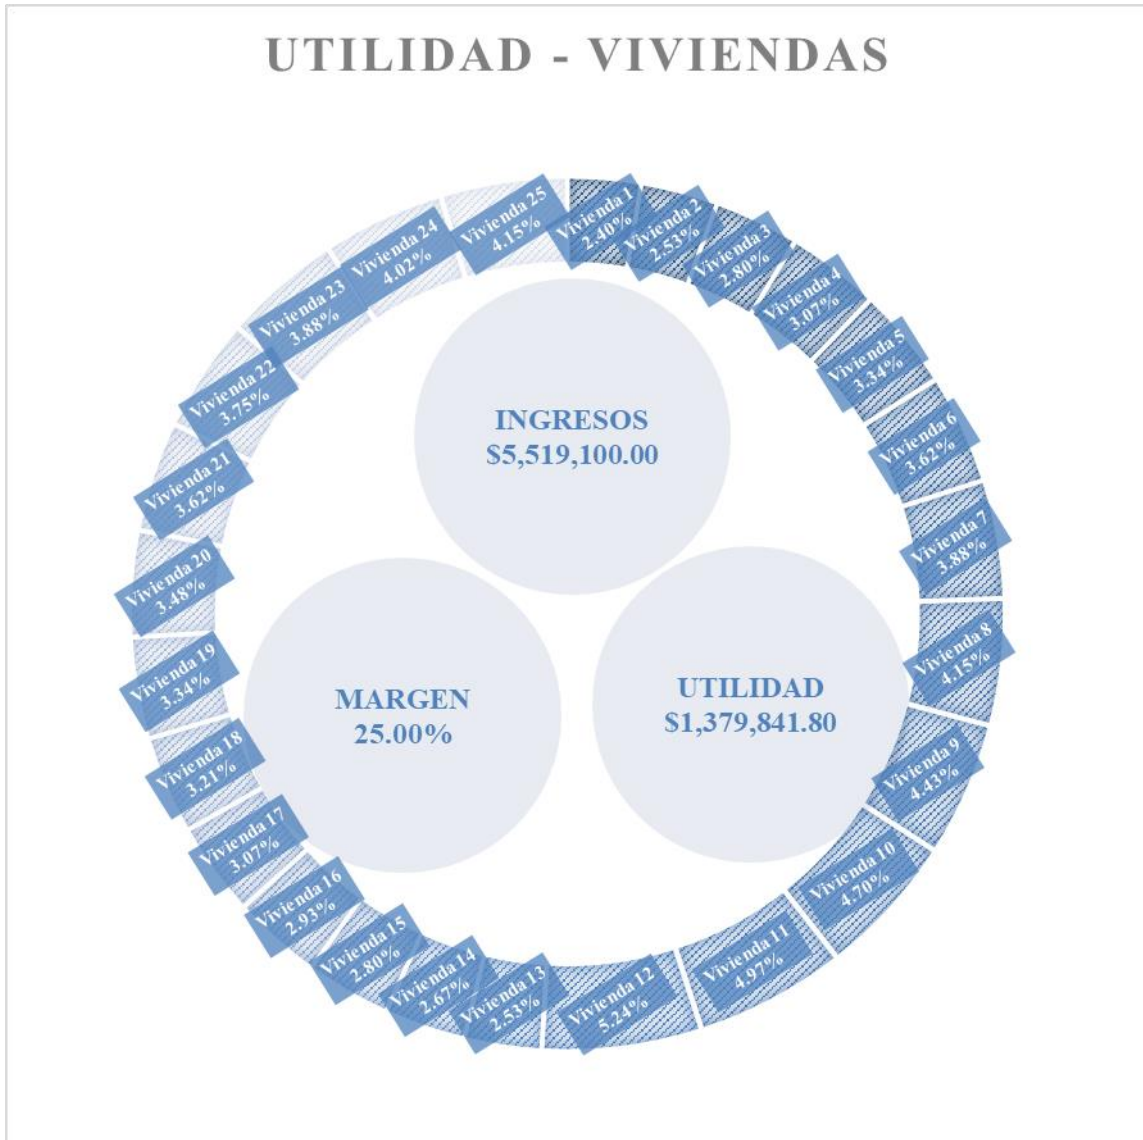 UTILIDAD - VIVIENDAS
Vivienda 1
2.40%
Vivienda 2
2.53%
Vivienda 3
2.80%
Vivienda 4
3.07%
Vivienda 5
3.34%
Vivienda 6
3.62%
Vivienda 7
3.88%
Vivienda 8
4.15%
Vivienda 9
4.43%
Vivienda 10
4.70%
Vivienda 11
4.97%
Vivienda 12
5.24%
Vivienda 13
2.53%
Vivienda 14
2.67%
Vivienda 15
2.80%
Vivienda 16
2.93%
Vivienda 17
3.07%
Vivienda 18
3.21%
Vivienda 19
3.34%
Vivienda 20
3.48%
Vivienda 21
3.62%
Vivienda 22
3.75%
Vivienda 23
3.88%
Vivienda 24
4.02%
Vivienda 25
4.15%
INGRESOS
$5,519,100.00
MARGEN
25.00%
UTILIDAD
$1,379,841.80